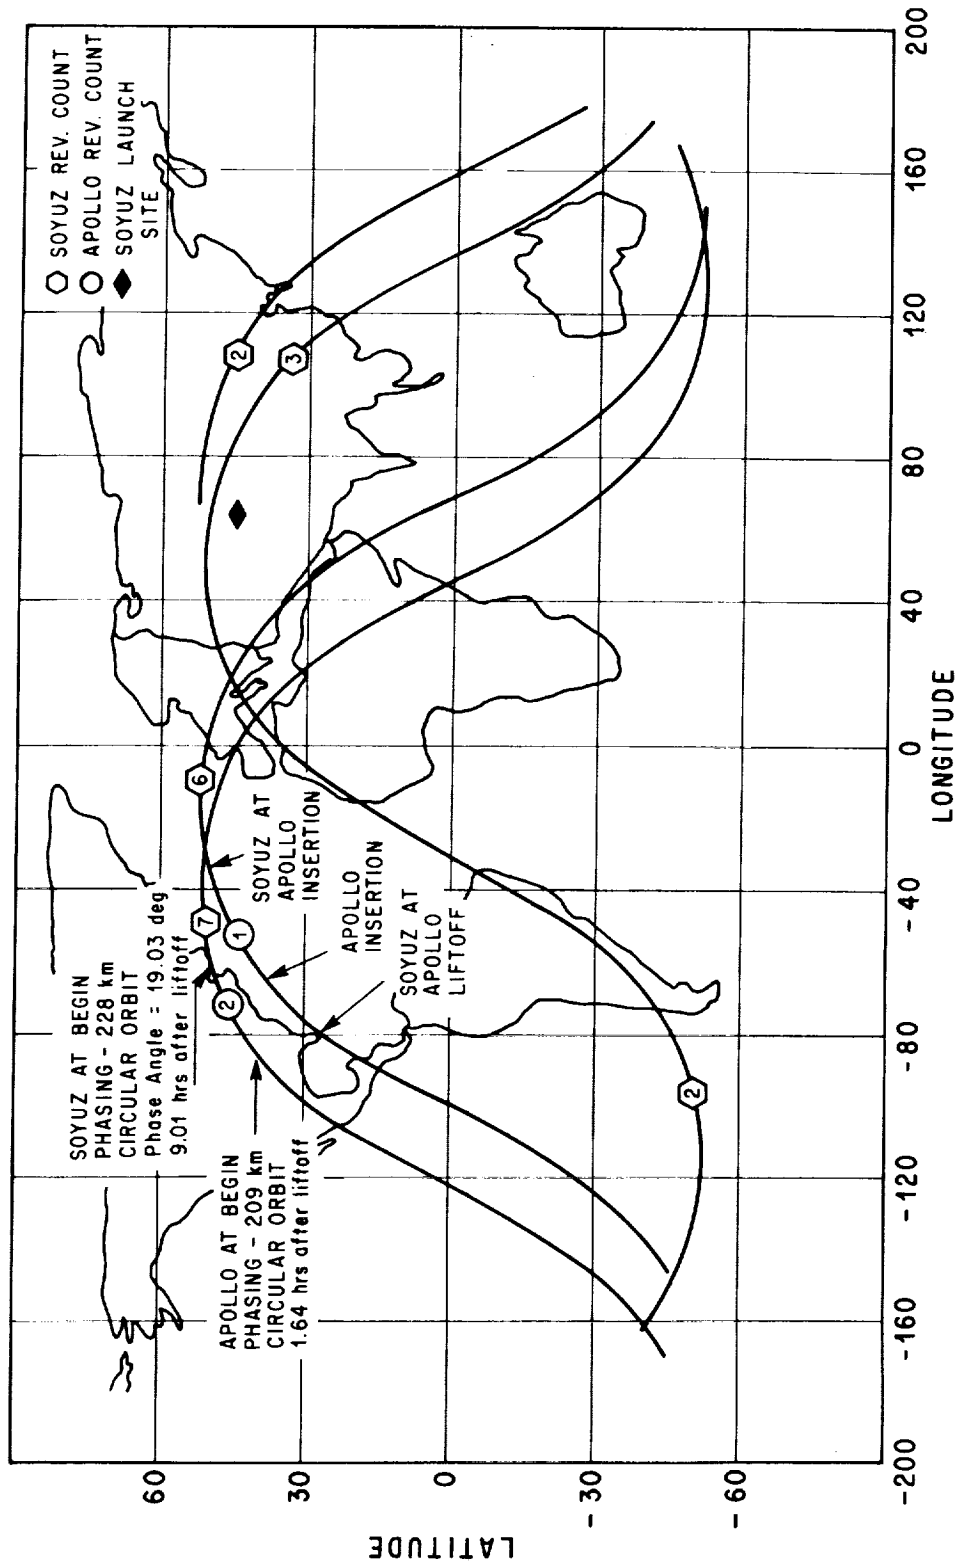 SOYUZ REV. COUNT
APOLLO REV. COUNT
SOYUZ LAUNCH
SITE
SOYUZ AT BEGIN
PHASING - 228 km
CIRCULAR ORBIT
Phase Angle = 19.03 deg
9.01 hrs after liftoff
APOLLO AT BEGIN
PHASING - 209 km
CIRCULAR ORBIT
1.64 hrs after liftoff
SOYUZ AT
APOLLO
INSERTION
APOLLO
INSERTION
SOYUZ AT
APOLLO
LIFTOFF
2
7
1
6
2
3
2
LATITUDE
60
30
0
- 30
- 60
-200
-160
-120
-80
-40
0
40
80
120
160
200
LONGITUDE